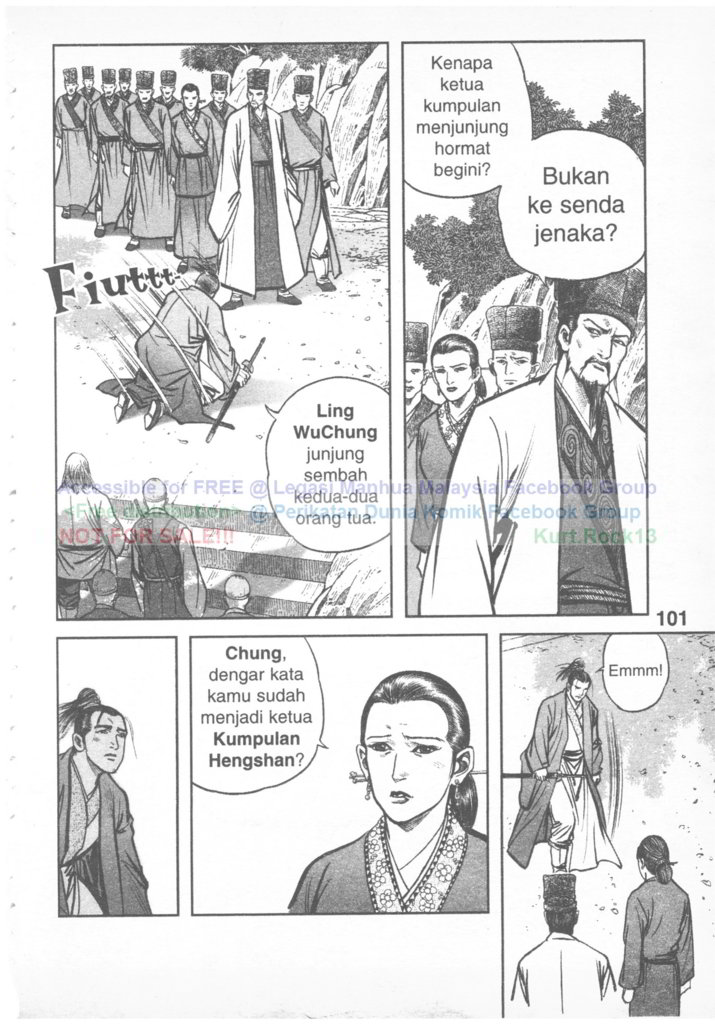 Fiuttt-
Ling
WuChung
junjung
sembah
kedua-dua
orang tua.
Kenapa
ketua
kumpulan
menjunjung
hormat
begini?
Bukan
ke senda
jenaka?
Accessible for FREE @ Legasi Manhua Malaysia Facebook Group
<Free distribution> @ Perikatan Dunia Komik Facebook Group
NOT FOR SALE!!! Kurt.Rock13
101
Chung,
dengar kata
kamu sudah
menjadi ketua
Kumpulan
Hengshan?
Emmm!